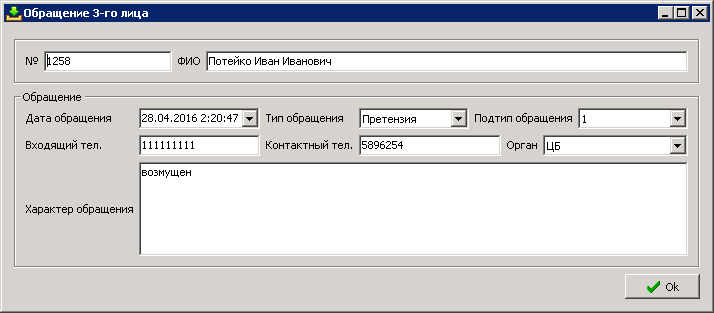 Обращение 3-го лица
№ 1258 ФИО Потейко Иван Иванович
Обращение
Дата обращения 28.04.2016 2:20:47 Тип обращения Претензия Подтип обращения 1
Входящий тел. 111111111 Контактный тел. 5896254 Орган ЦБ
возмущен
Характер обращения
Ok